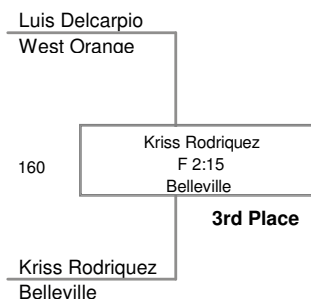 Luis Delcarpio
West Orange
Kriss Rodriquez
F 2:15
160
Belleville
3rd Place
Kriss Rodriquez
Belleville